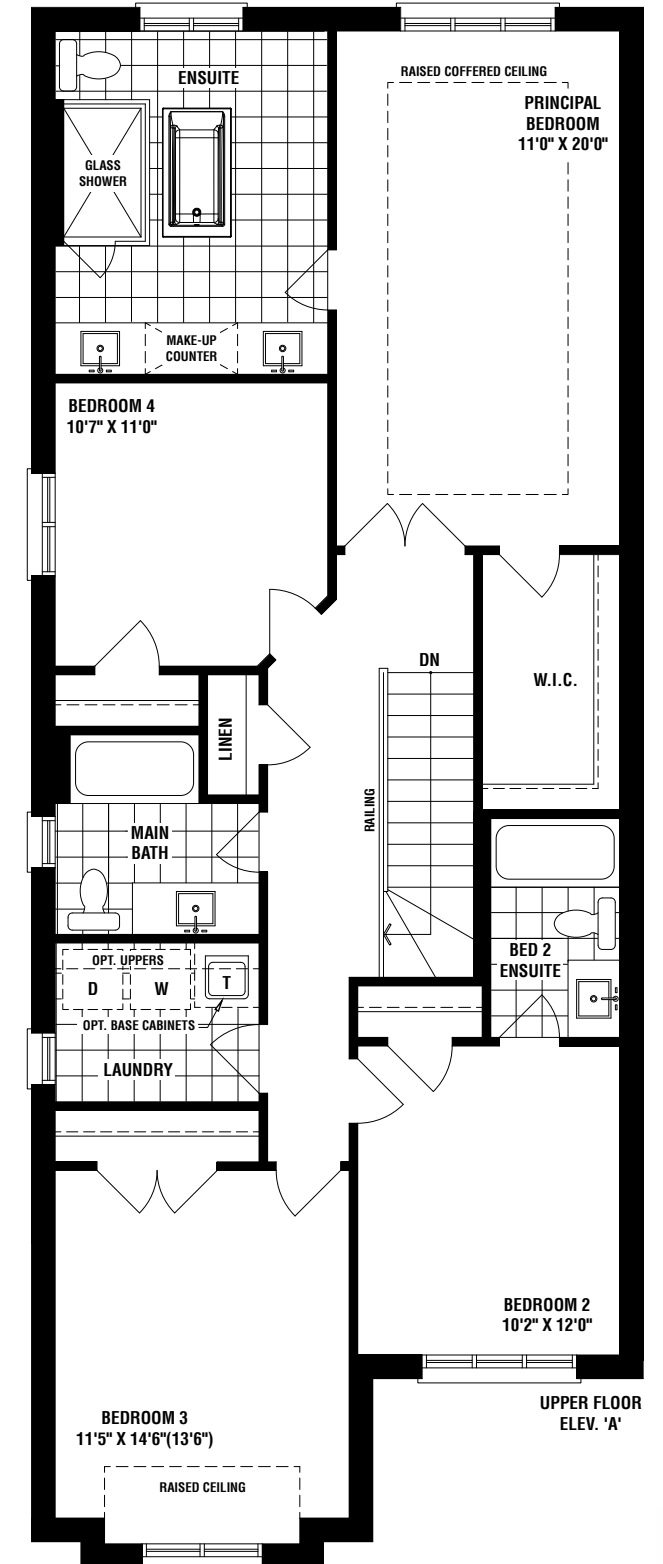 ENSUITE
RAISED COFFERED CEILING
PRINCIPAL
BEDROOM
11'0" X 20'0"
GLASS
SHOWER
MAKE-UP
COUNTER
BEDROOM 4
10'7" X 11'0"
DN
W.I.C.
LINEN
RAILING
MAIN
BATH
BED 2
ENSUITE
OPT. UPPERS
D
W
T
OPT. BASE CABINETS
LAUNDRY
BEDROOM 2
10'2" X 12'0"
UPPER FLOOR
ELEV. 'A'
BEDROOM 3
11'5" X 14'6"(13'6")
RAISED CEILING